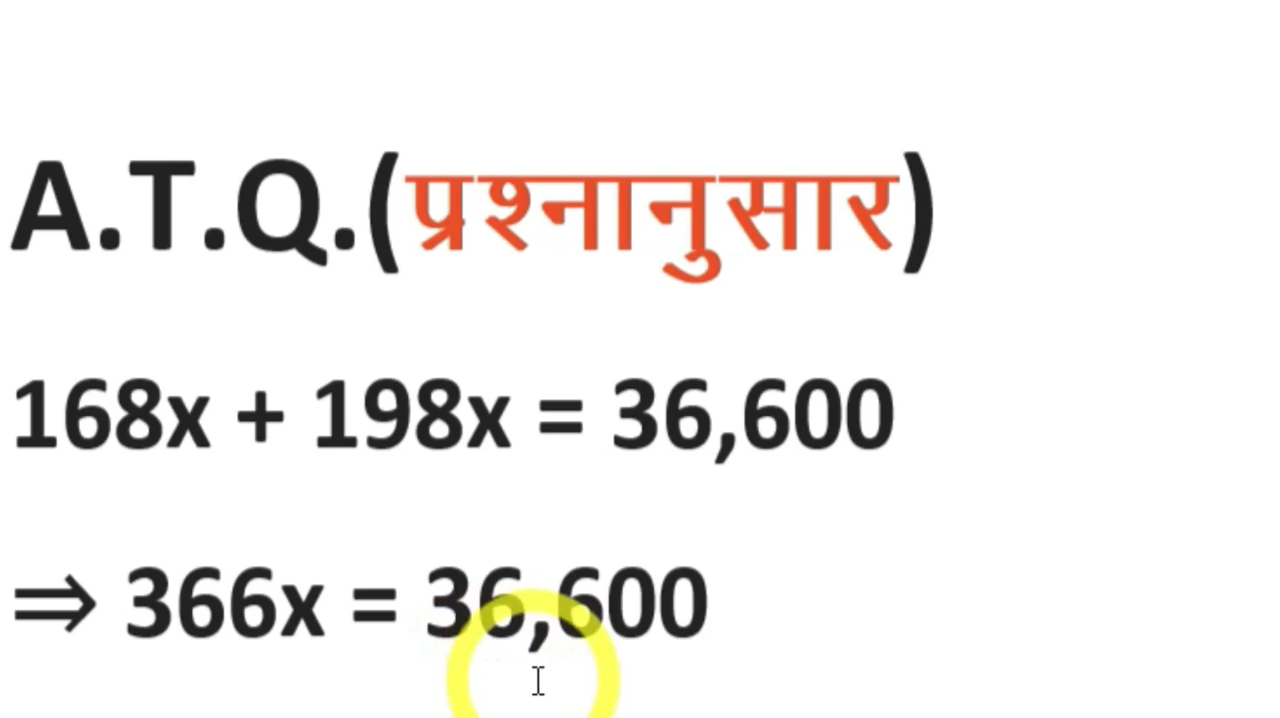 A.T.Q.(प्रश्नानुसार)
168x + 198x = 36,600
⇒ 366x = 36,600